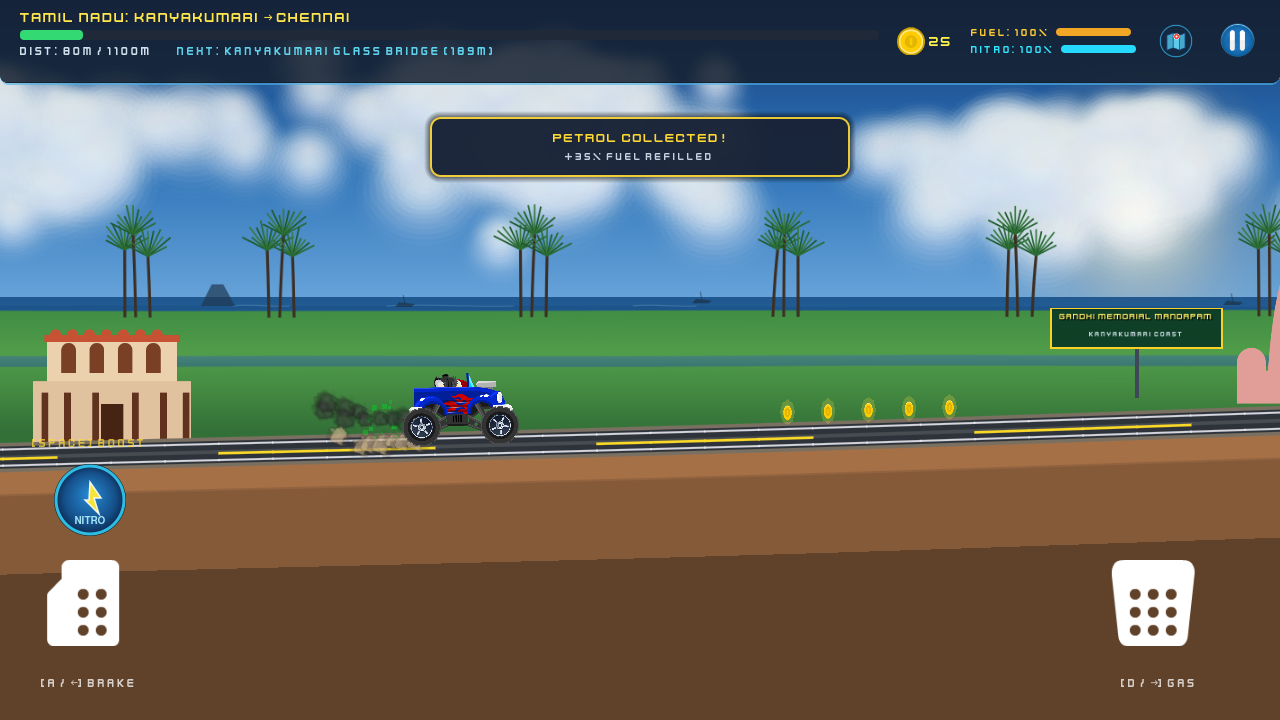 TAMIL NADU: KANYAKUMARI → CHENNAI
DIST: 80M / 1100M
NEXT: KANYAKUMARI GLASS BRIDGE (189M)
25
FUEL: 100%
NITRO: 100%
PETROL COLLECTED!
+35% FUEL REFILLED
GANDHI MEMORIAL MANDAPAM
KANYAKUMARI COAST
[SPACE] BOOST
NITRO
[A / ←] BRAKE
[D / →] GAS